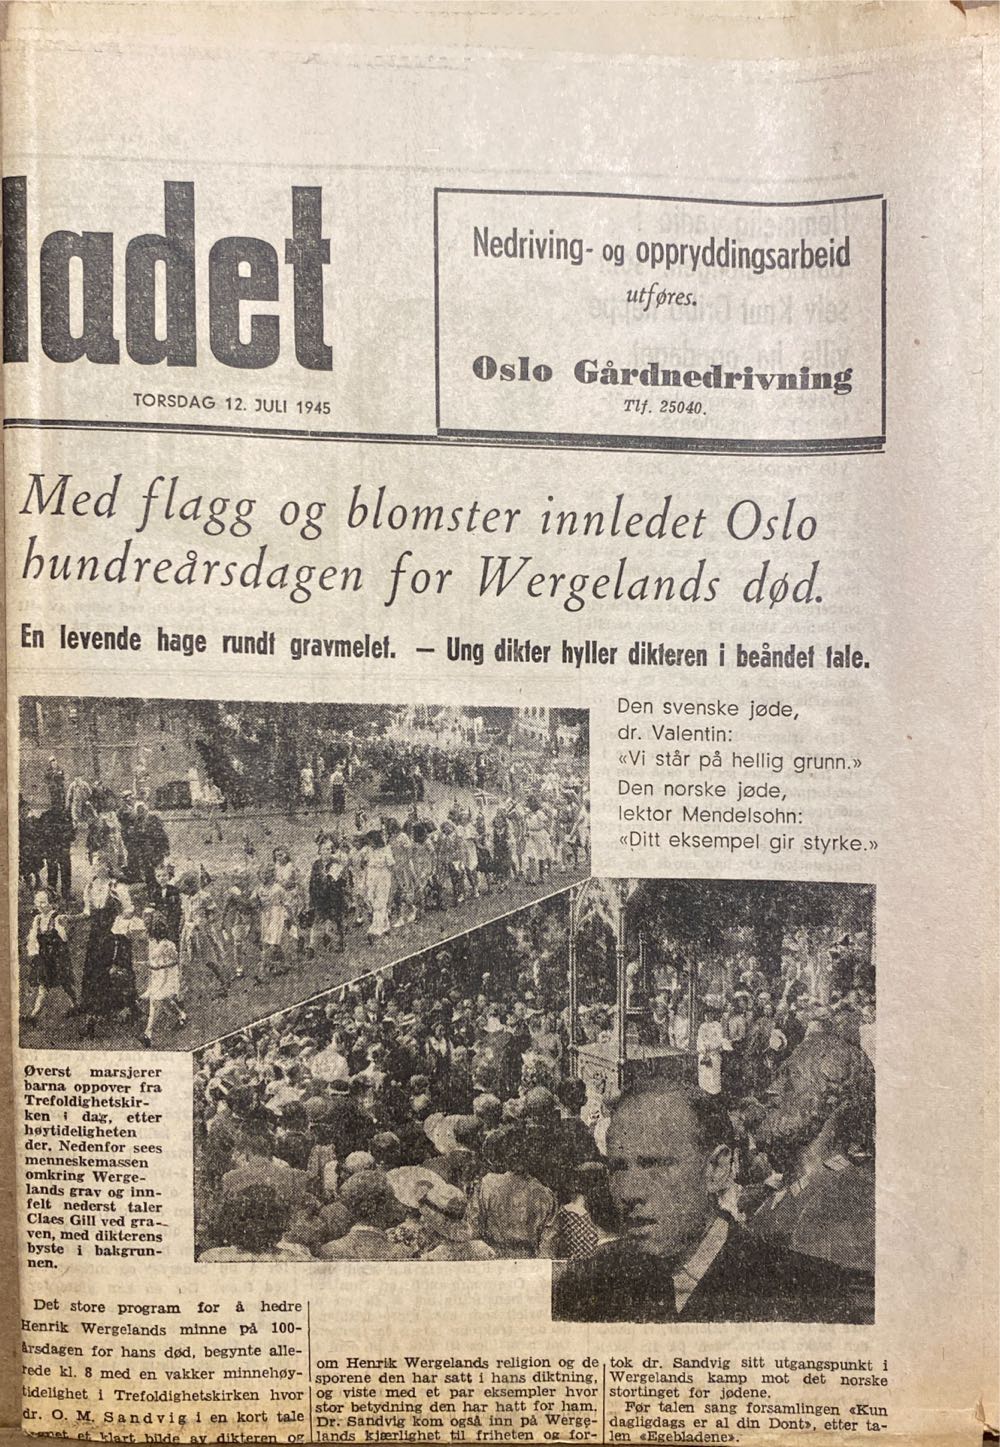 ladet
TORSDAG 12. JULI 1945
Nedriving- og oppryddingsarbeid
utføres.
Oslo Gårdnedrivning
Tlf. 25040.
Med flagg og blomster innledet Oslo
hundreårsdagen for Wergelands død.
En levende hage rundt gravmelet. — Ung dikter hyller dikteren i beåndet tale.
Den svenske jøde,
dr. Valentin:
«Vi står på hellig grunn.»
Den norske jøde,
lektor Mendelsohn:
«Ditt eksempel gir styrke.»
Øverst marsjerer
barna oppover fra
Trefoldighetskir-
ken i dag, etter
høytideligheten
der. Nedenfor sees
menneskemassen
omkring Werge-
lands grav og inn-
felt nederst taler
Claes Gill ved gra-
ven, med dikterens
byste i bakgrun-
nen.
Det store program for å hedre
Henrik Wergelands minne på 100-
årsdagen for hans død, begynte alle-
rede kl. 8 med en vakker minnehøy-
tidelighet i Trefoldighetskirken hvor
dr. O. M. Sandvig i en kort tale
et klart bilde av dikteren og
om Henrik Wergelands religion og de
sporene den har satt i hans diktning,
og viste med et par eksempler hvor
stor betydning den har hatt for ham.
Dr. Sandvig kom også inn på Werge-
lands kjærlighet til friheten og for-
tok dr. Sandvig sitt utgangspunkt i
Wergelands kamp mot det norske
stortinget for jødene.
Før talen sang forsamlingen «Kun
dagligdags er al din Dont», etter ta-
len «Egebladene».